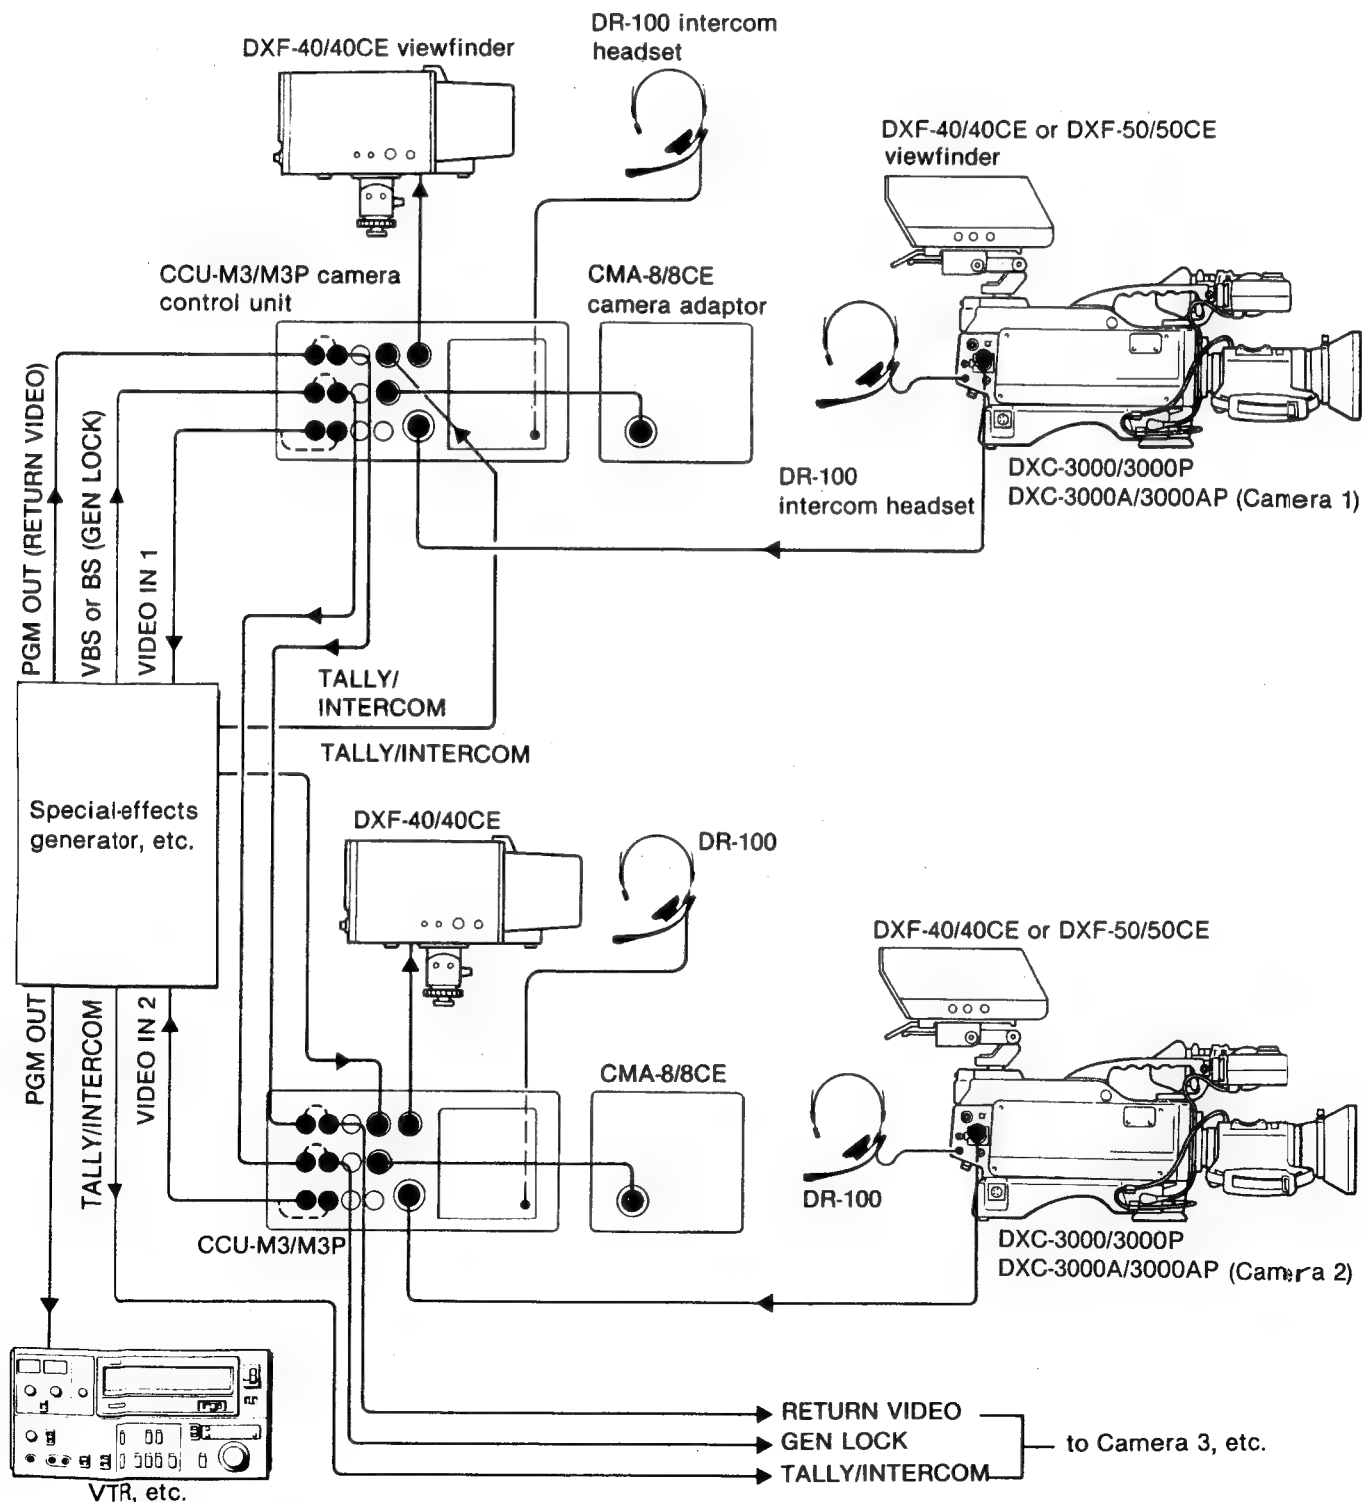 DR-100 intercom
headset
DXF-40/40CE viewfinder
DXF-40/40CE or DXF-50/50CE
viewfinder
CCU-M3/M3P camera
control unit
CMA-8/8CE
camera adaptor
DR-100
intercom headset
DXC-3000/3000P
DXC-3000A/3000AP (Camera 1)
PGM OUT (RETURN VIDEO)
VBS or BS (GEN LOCK)
VIDEO IN 1
TALLY/
INTERCOM
TALLY/INTERCOM
Special-effects
generator, etc.
DXF-40/40CE
DR-100
DXF-40/40CE or DXF-50/50CE
PGM OUT
TALLY/INTERCOM
VIDEO IN 2
CMA-8/8CE
DR-100
CCU-M3/M3P
DXC-3000/3000P
DXC-3000A/3000AP (Camera 2)
RETURN VIDEO
GEN LOCK
to Camera 3, etc.
TALLY/INTERCOM
VTR, etc.